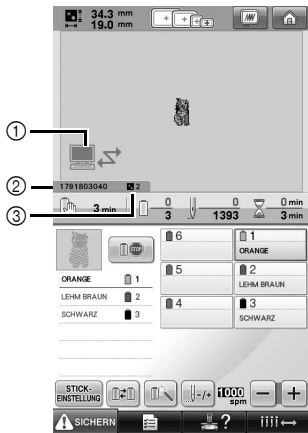 34.3 mm
19.0 mm
①
② 1791803040 2
③
3 min
0
3
0
1393
0 min
3 min
STOP
6
1
ORANGE
ORANGE 1
5
2
LEHM BRAUN
LEHM BRAUN 2
4
3
SCHWARZ
SCHWARZ 3
STICK-
EINSTELLUNG
-/+
1000
spm
- +
SICHERN
?